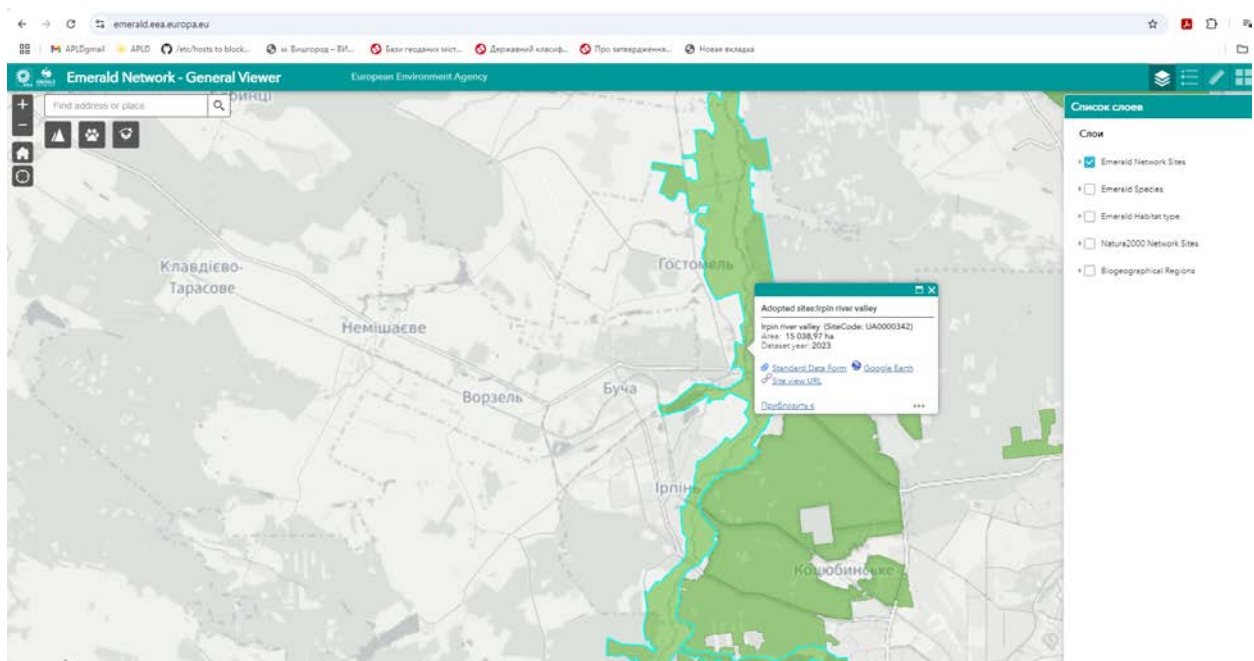 emerald.eea.europa.eu
APLDgmail
APLD
/etc/hosts to block...
м. Вишгород – ВИ...
Бази геоданих міст...
Державний класиф...
Про затвердження...
Новая вкладка
Emerald Network - General Viewer
European Environment Agency
Find address or place
Список слоев
Слои
Emerald Network Sites
Emerald Species
Emerald Habitat type
Natura2000 Network Sites
Biogeographical Regions
Клавдієво-
Тарасове
Гостомель
Немішаєве
Adopted sites:Irpin river valley
Irpin river valley (SiteCode: UA0000342)
Area: 15 038,97 ha
Dataset year: 2023
Standard Data Form
Google Earth
Site view URL
Приблизить к
Буча
Ворзель
Ірпінь
Коцюбинське